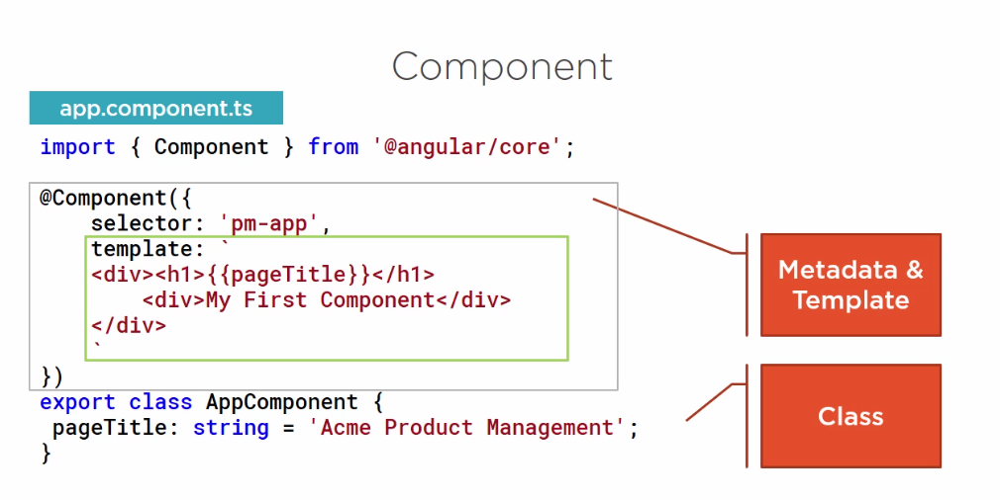 Component
app.component.ts
import { Component } from '@angular/core';
@Component({
    selector: 'pm-app',
    template: `
    <div><h1>{{pageTitle}}</h1>
        <div>My First Component</div>
    </div>
    `
})
export class AppComponent {
 pageTitle: string = 'Acme Product Management';
}
Metadata &
Template
Class